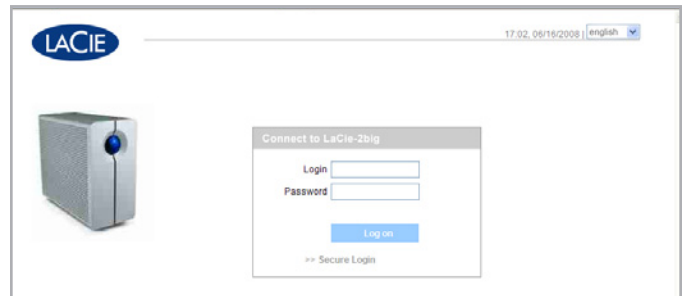 LACIE
17:02, 06/16/2008 | english
Connect to LaCie-2big
Login
Password
Log on
>> Secure Login